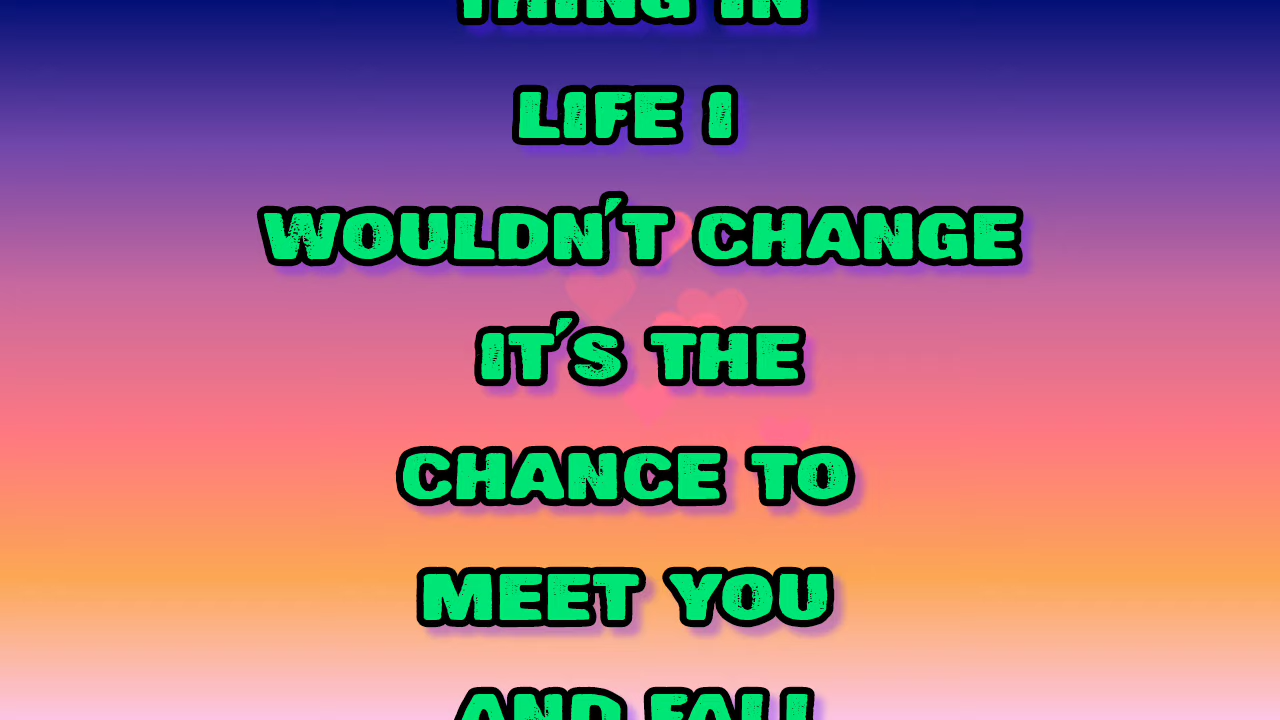 THING IN
LIFE I
WOULDN'T CHANGE
IT'S THE
CHANCE TO
MEET YOU
AND FALL